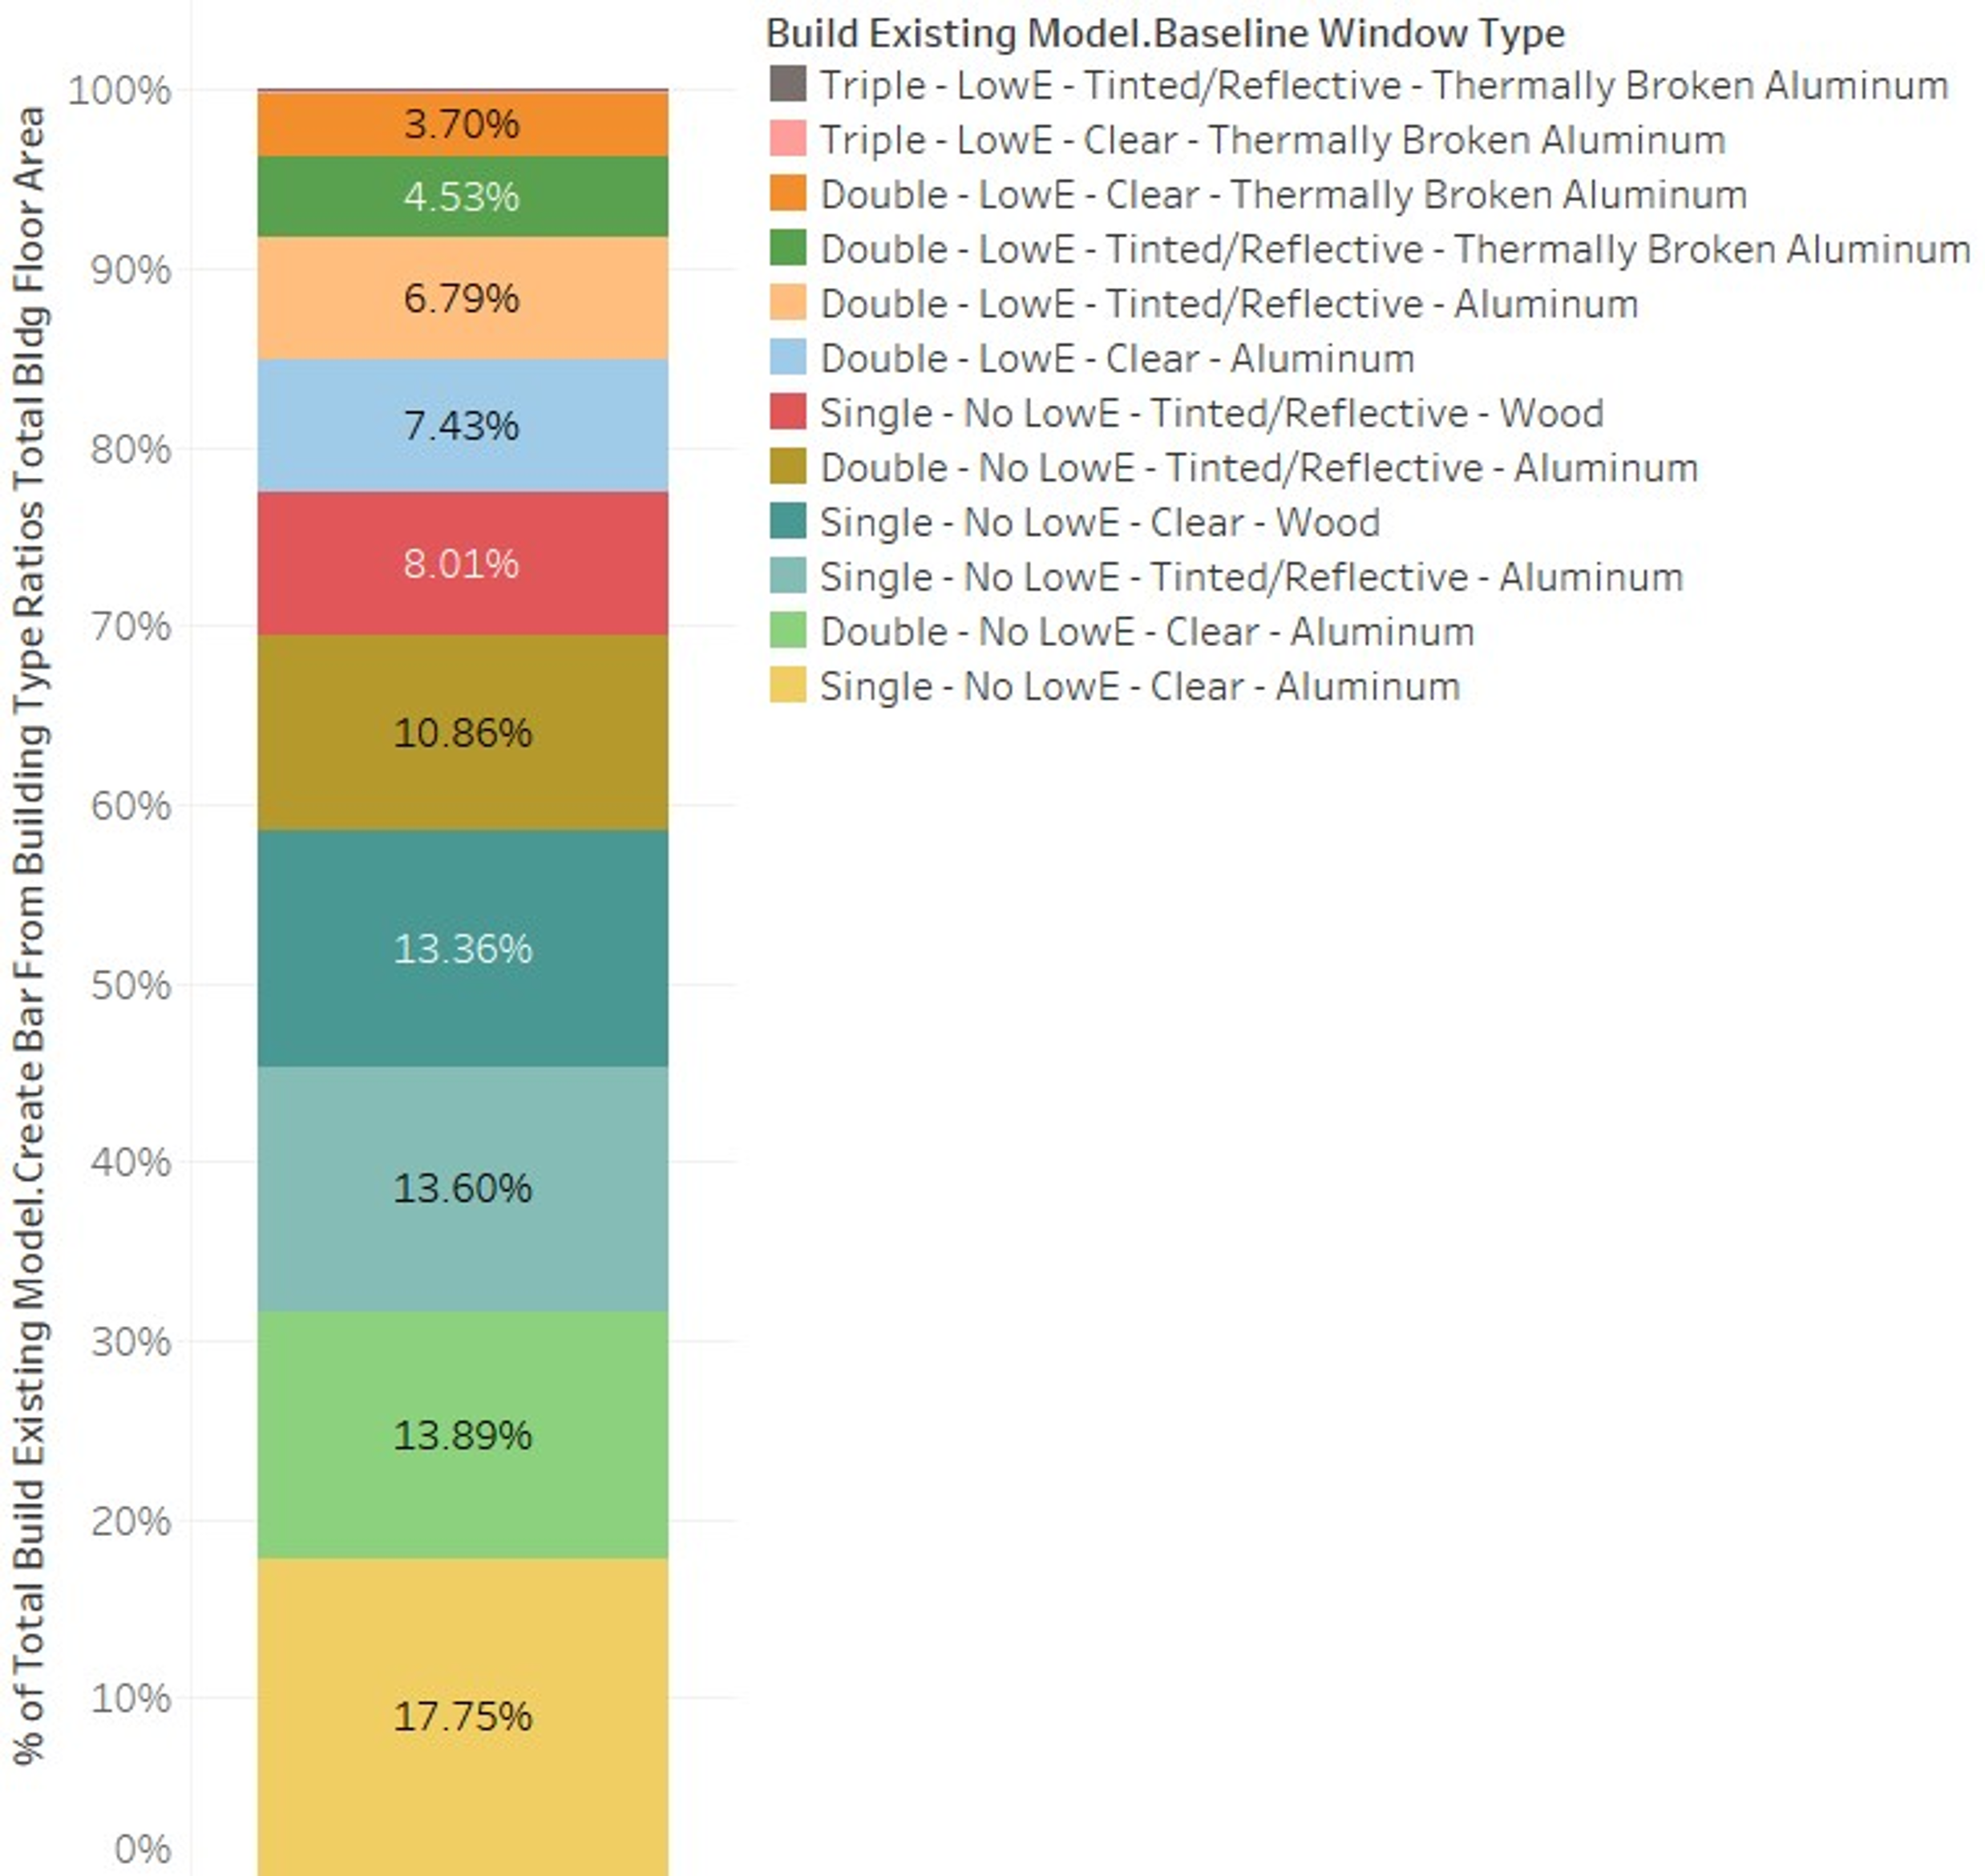 % of Total Build Existing Model.Create Bar From Building Type Ratios Total Bldg Floor Area
100%
90%
80%
70%
60%
50%
40%
30%
20%
10%
0%
3.70%
4.53%
6.79%
7.43%
8.01%
10.86%
13.36%
13.60%
13.89%
17.75%
Build Existing Model.Baseline Window Type
Triple - LowE - Tinted/Reflective - Thermally Broken Aluminum
Triple - LowE - Clear - Thermally Broken Aluminum
Double - LowE - Clear - Thermally Broken Aluminum
Double - LowE - Tinted/Reflective - Thermally Broken Aluminum
Double - LowE - Tinted/Reflective - Aluminum
Double - LowE - Clear - Aluminum
Single - No LowE - Tinted/Reflective - Wood
Double - No LowE - Tinted/Reflective - Aluminum
Single - No LowE - Clear - Wood
Single - No LowE - Tinted/Reflective - Aluminum
Double - No LowE - Clear - Aluminum
Single - No LowE - Clear - Aluminum